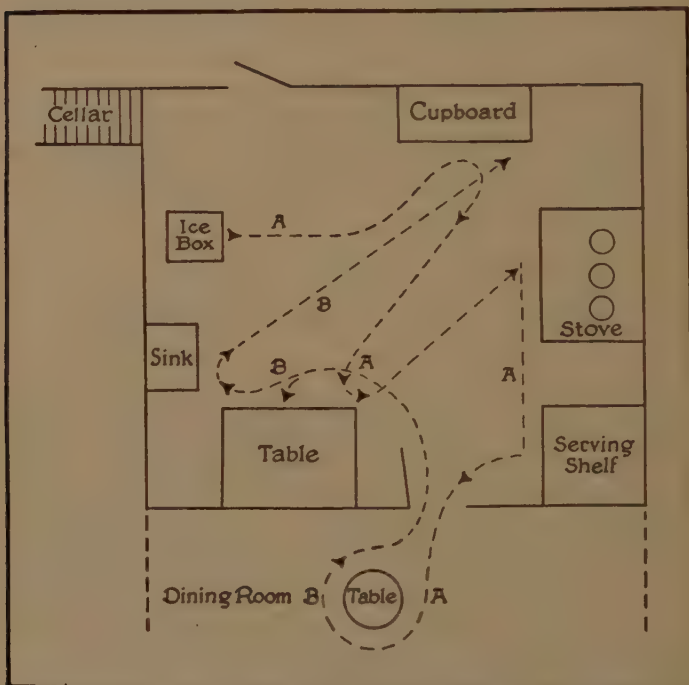 Cellar
Cupboard
A
Ice
Box
B
Stove
Sink
B
A
A
Table
Serving
Shelf
Dining Room
B
Table
A